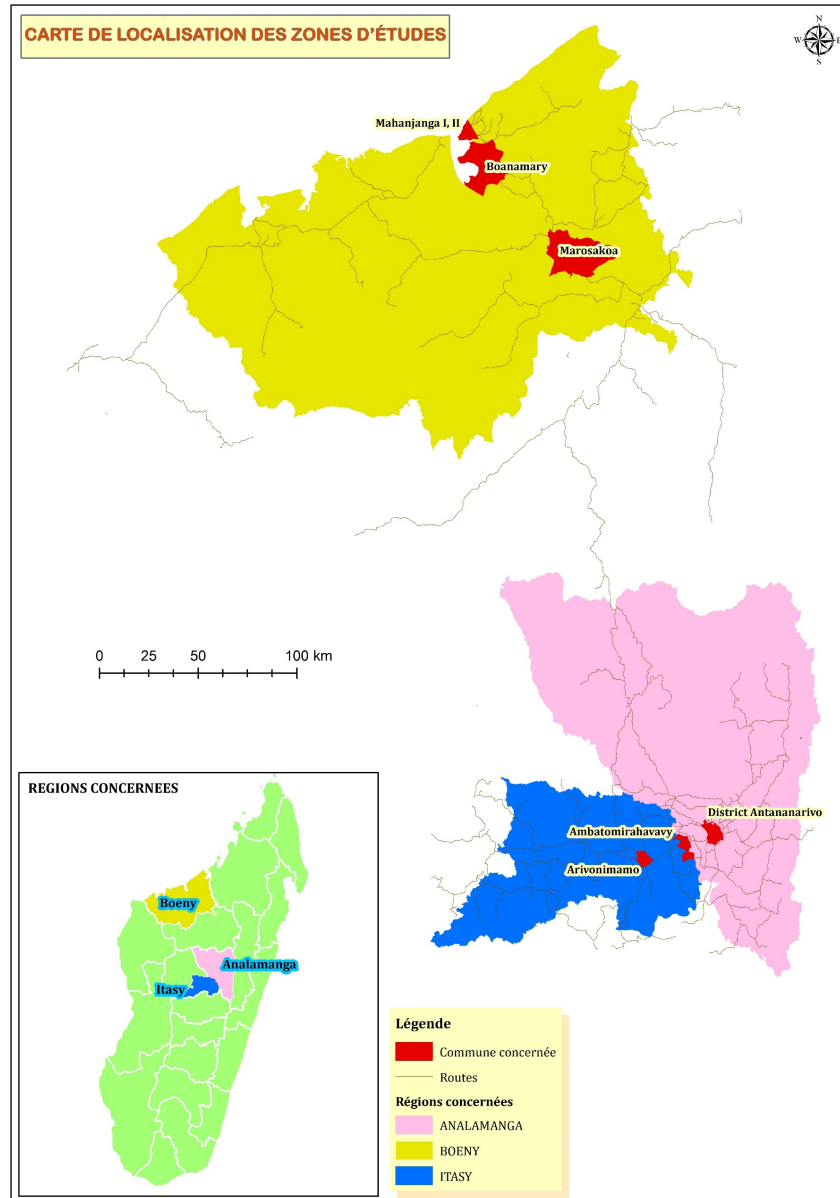 CARTE DE LOCALISATION DES ZONES D'ÉTUDES
N
W E
S
Mahanjanga I, II
Boanamary
Marosakoa
0 25 50 100 km
District Antananarivo
Ambatomirahavavy
Arivonimamo
REGIONS CONCERNEES
Boeny
Analamanga
Itasy
Légende
Commune concernée
Routes
Régions concernées
ANALAMANGA
BOENY
ITASY